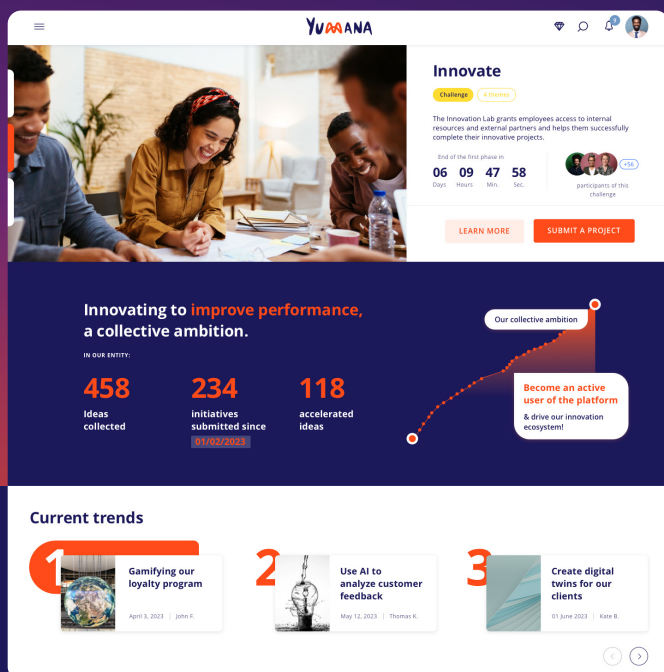 YUMANA
Innovate
Challenge
4 themes
The Innovation Lab grants employees access to internal
resources and external partners and helps them successfully
complete their innovative projects.
End of the first phase in
06 09 47 58
Days Hours Min. Sec.
+56
participants of this
challenge
LEARN MORE
SUBMIT A PROJECT
Innovating to improve performance,
a collective ambition.
IN OUR ENTITY:
458
Ideas
collected
234
initiatives
submitted since
01/02/2023
118
accelerated
ideas
Our collective ambition
Become an active
user of the platform
& drive our innovation
ecosystem!
Current trends
1
Gamifying our
loyalty program
April 3, 2023 | John F.
2
Use AI to
analyze customer
feedback
May 12, 2023 | Thomas K.
3
Create digital
twins for our
clients
01 June 2023 | Kate B.